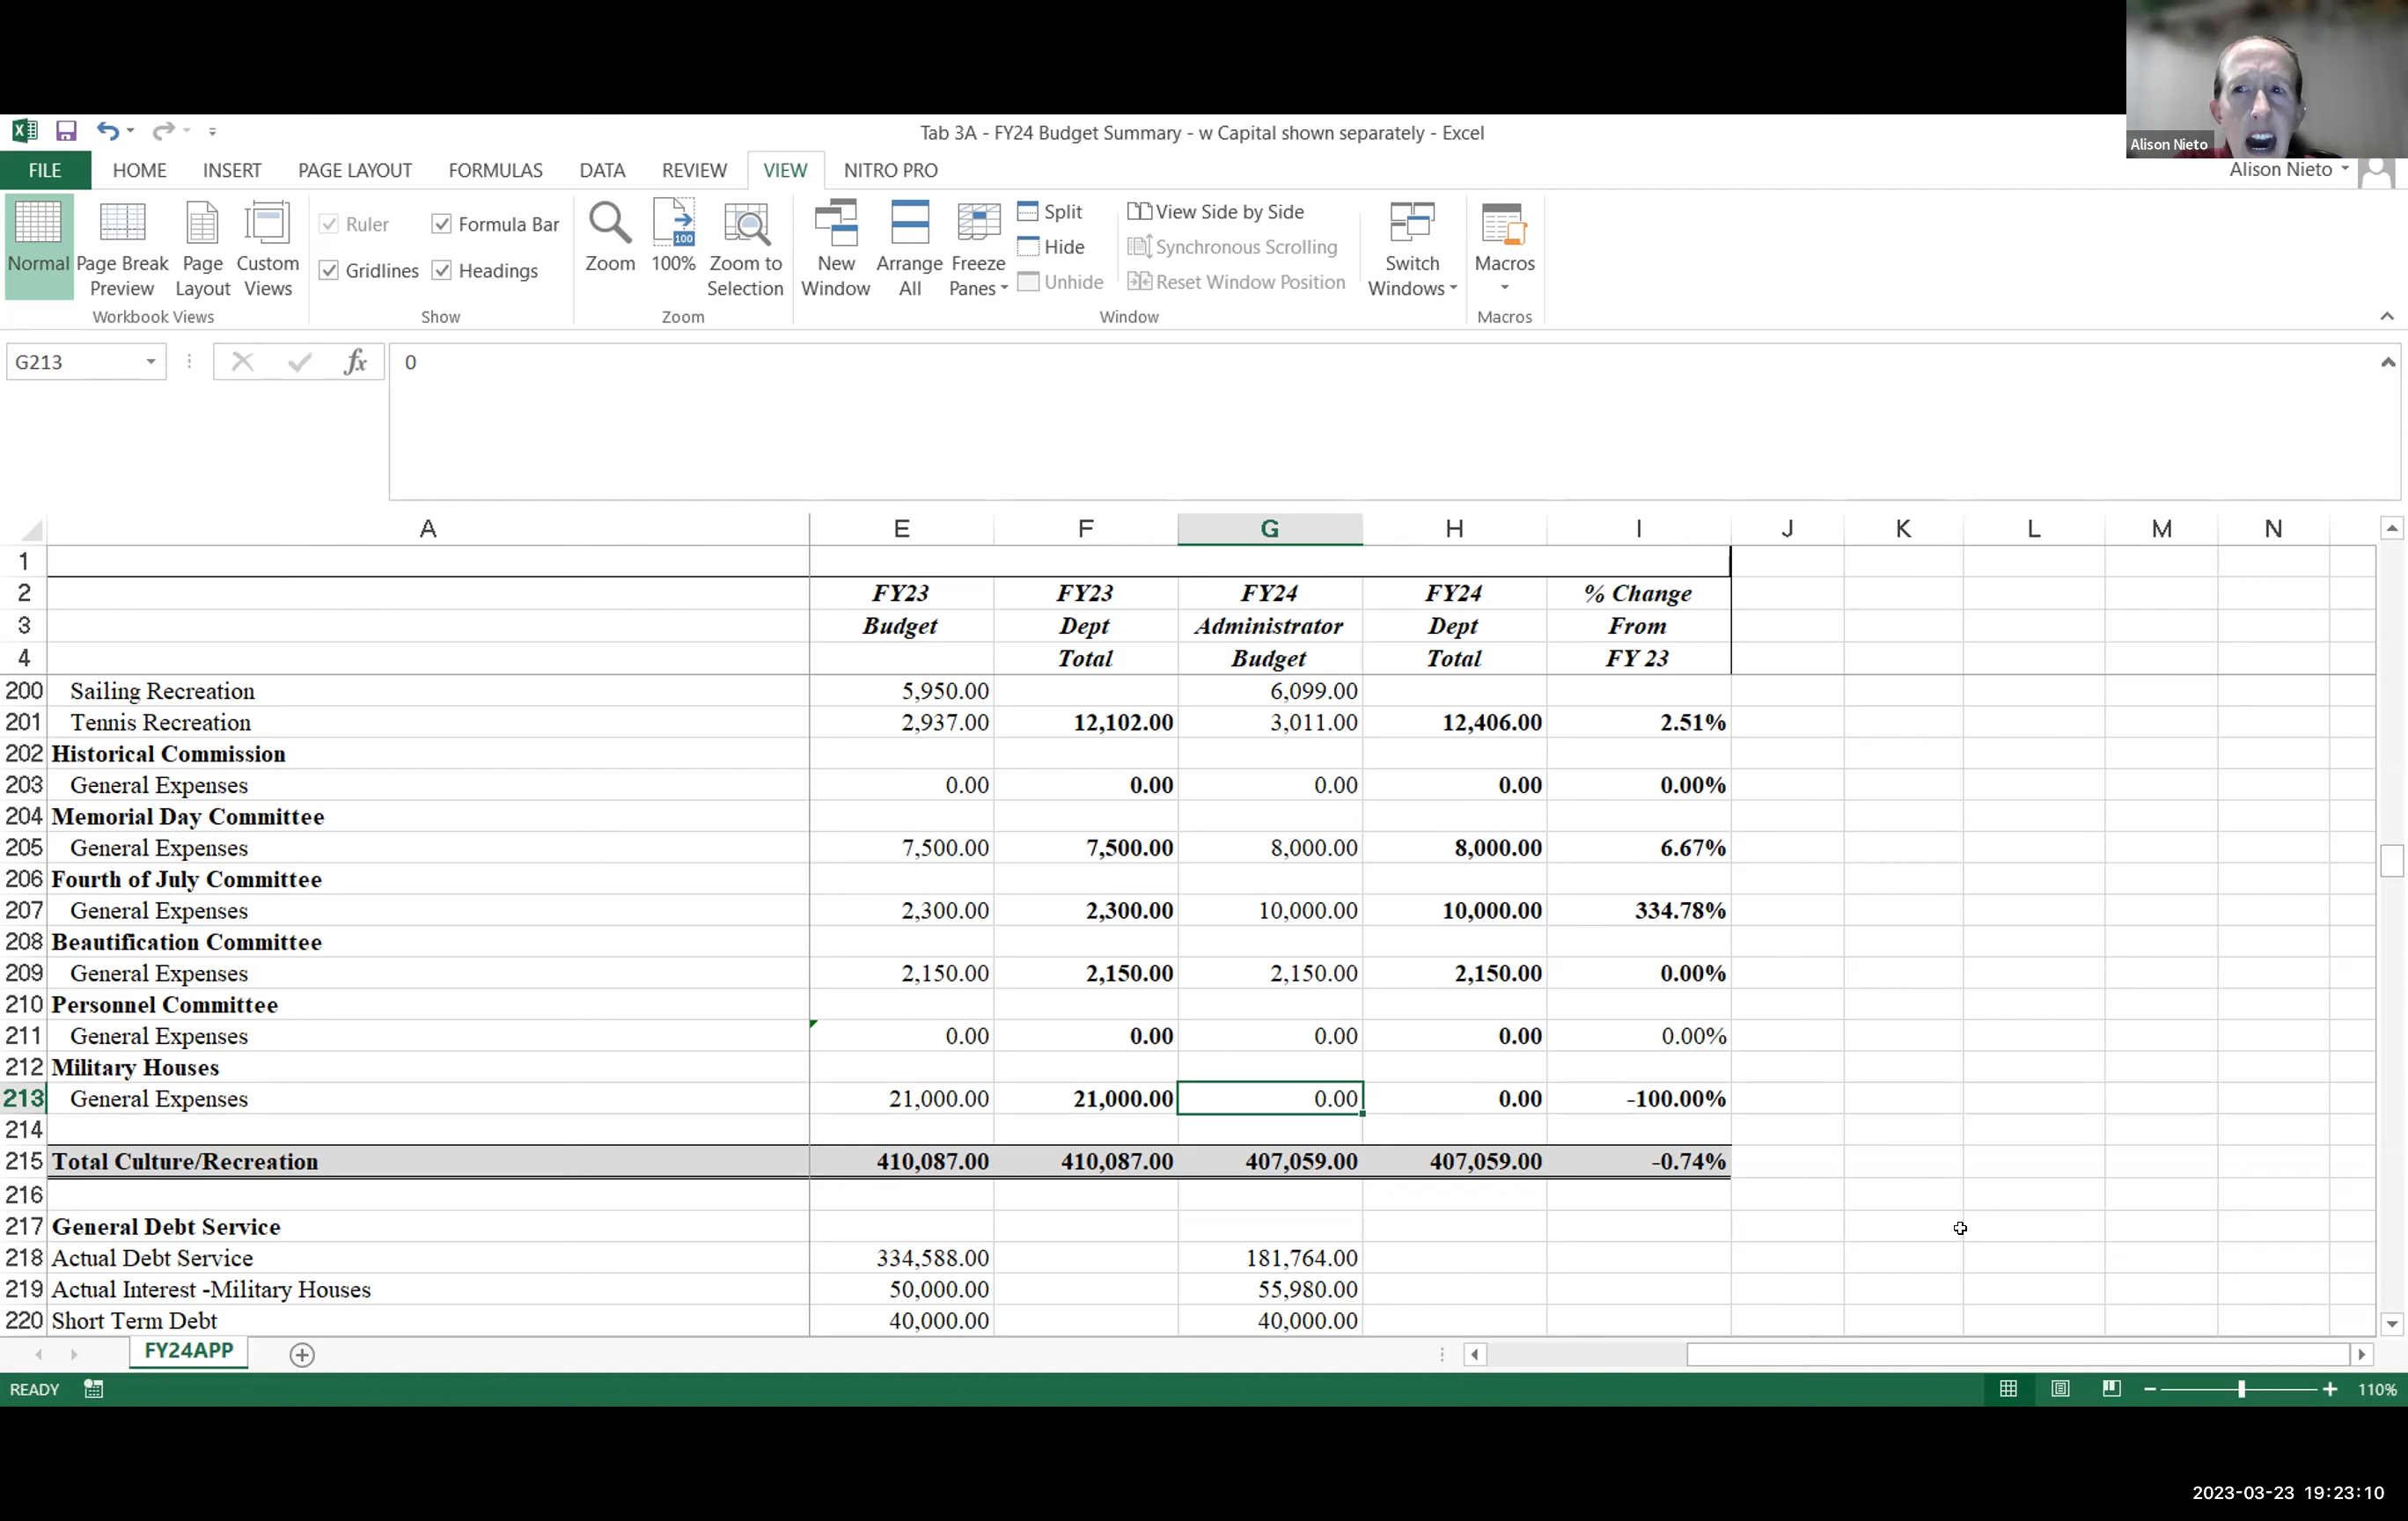 Alison Nieto
Tab 3A - FY24 Budget Summary - w Capital shown separately - Excel
FILE HOME INSERT PAGE LAYOUT FORMULAS DATA REVIEW VIEW NITRO PRO Alison Nieto
Normal Page Break Preview Page Layout Custom Views
Workbook Views
Ruler Formula Bar
Gridlines Headings
Show
Zoom 100% Zoom to Selection
100
Zoom
New Window Arrange All Freeze Panes
Split
Hide
Unhide
View Side by Side
Synchronous Scrolling
Reset Window Position
Switch Windows
Window
Macros
Macros
G213 fx 0
A E F G H I J K L M N
1
2 FY23 FY23 FY24 FY24 % Change
3 Budget Dept Administrator Dept From
4 Total Budget Total FY 23
200 Sailing Recreation 5,950.00 6,099.00
201 Tennis Recreation 2,937.00 12,102.00 3,011.00 12,406.00 2.51%
202 Historical Commission
203 General Expenses 0.00 0.00 0.00 0.00 0.00%
204 Memorial Day Committee
205 General Expenses 7,500.00 7,500.00 8,000.00 8,000.00 6.67%
206 Fourth of July Committee
207 General Expenses 2,300.00 2,300.00 10,000.00 10,000.00 334.78%
208 Beautification Committee
209 General Expenses 2,150.00 2,150.00 2,150.00 2,150.00 0.00%
210 Personnel Committee
211 General Expenses 0.00 0.00 0.00 0.00 0.00%
212 Military Houses
213 General Expenses 21,000.00 21,000.00 0.00 0.00 -100.00%
214
215 Total Culture/Recreation 410,087.00 410,087.00 407,059.00 407,059.00 -0.74%
216
217 General Debt Service
218 Actual Debt Service 334,588.00 181,764.00
219 Actual Interest -Military Houses 50,000.00 55,980.00
220 Short Term Debt 40,000.00 40,000.00
FY24APP
READY 110%
2023-03-23 19:23:10